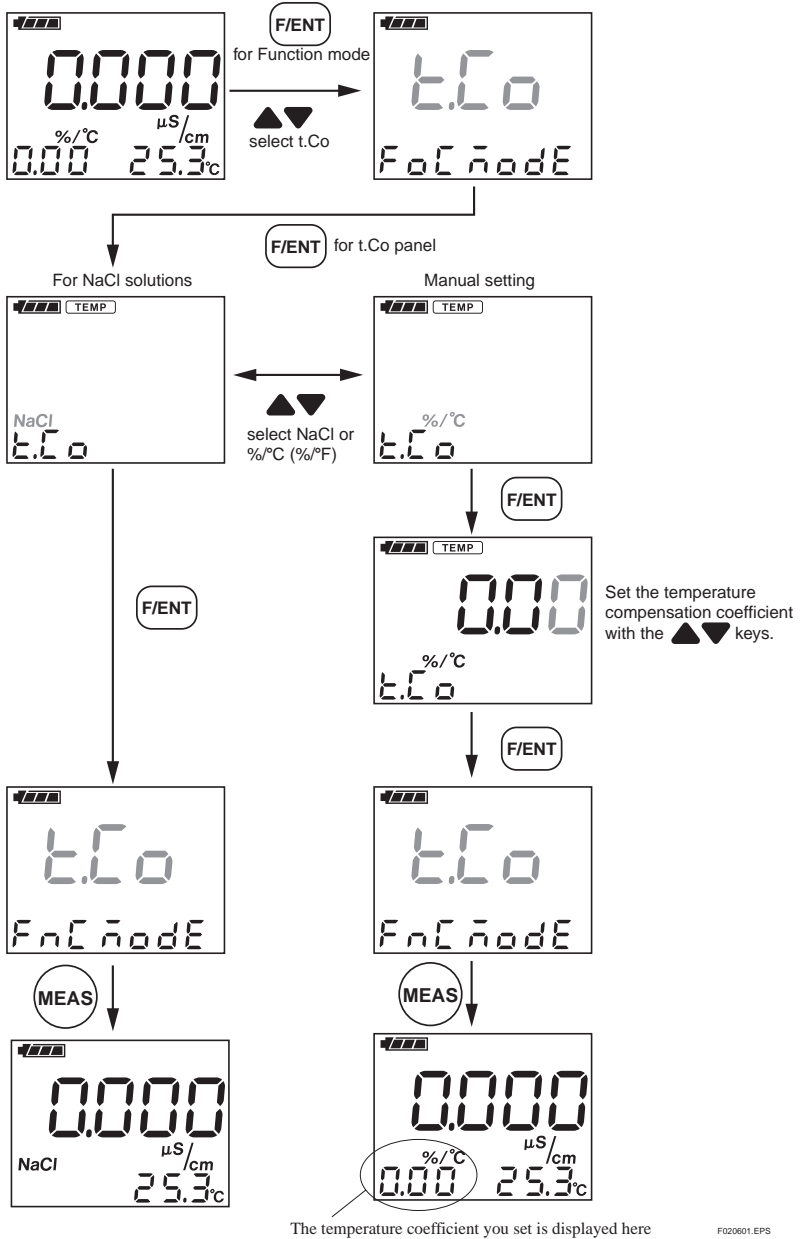 F/ENT
for Function mode
0.000
μS/cm
%/°C
0.00 25.3°C
select t.Co
t.Co
FoC modE
F/ENT for t.Co panel
For NaCl solutions
Manual setting
TEMP
NaCl
t.Co
select NaCl or
%/°C (%/°F)
TEMP
%/°C
t.Co
F/ENT
TEMP
0.00
%/°C
t.Co
Set the temperature
compensation coefficient
with the keys.
F/ENT
F/ENT
t.Co
FnC modE
t.Co
FnC modE
MEAS
MEAS
0.000
μS/cm
NaCl
25.3°C
0.000
μS/cm
%/°C
0.00 25.3°C
The temperature coefficient you set is displayed here
F020601.EPS